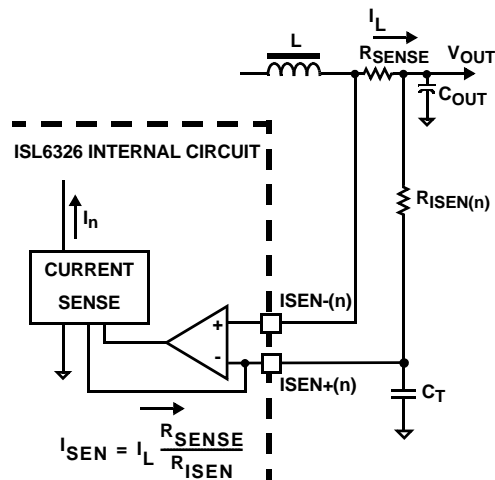 I_L
L
R_SENSE
V_OUT
C_OUT
ISL6326 INTERNAL CIRCUIT
R_ISEN(n)
I_n
CURRENT
SENSE
ISEN-(n)
+
-
ISEN+(n)
C_T
I_SEN = I_L R_SENSE / R_ISEN